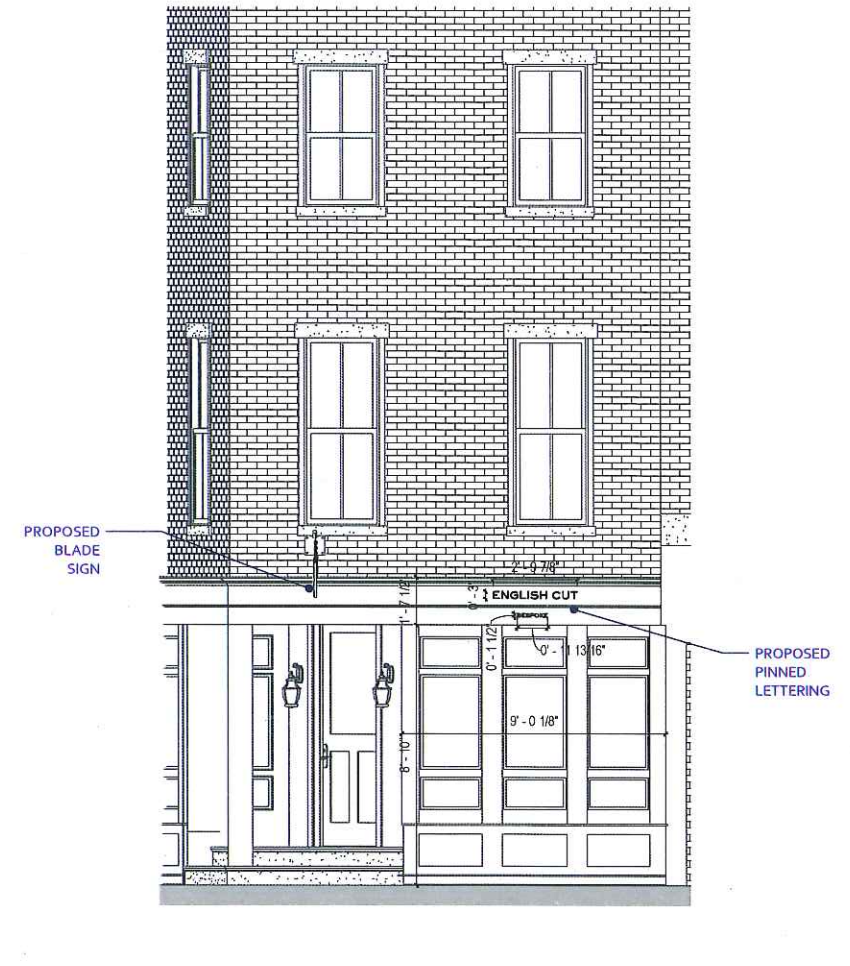 PROPOSED
BLADE
SIGN
2' - 9 7/8"
1' - 7 1/2"
0' - 3"
ENGLISH CUT
BESPOKE
0' - 1 1/2"
0' - 11 13/16"
PROPOSED
PINNED
LETTERING
9' - 0 1/8"
8' - 10"